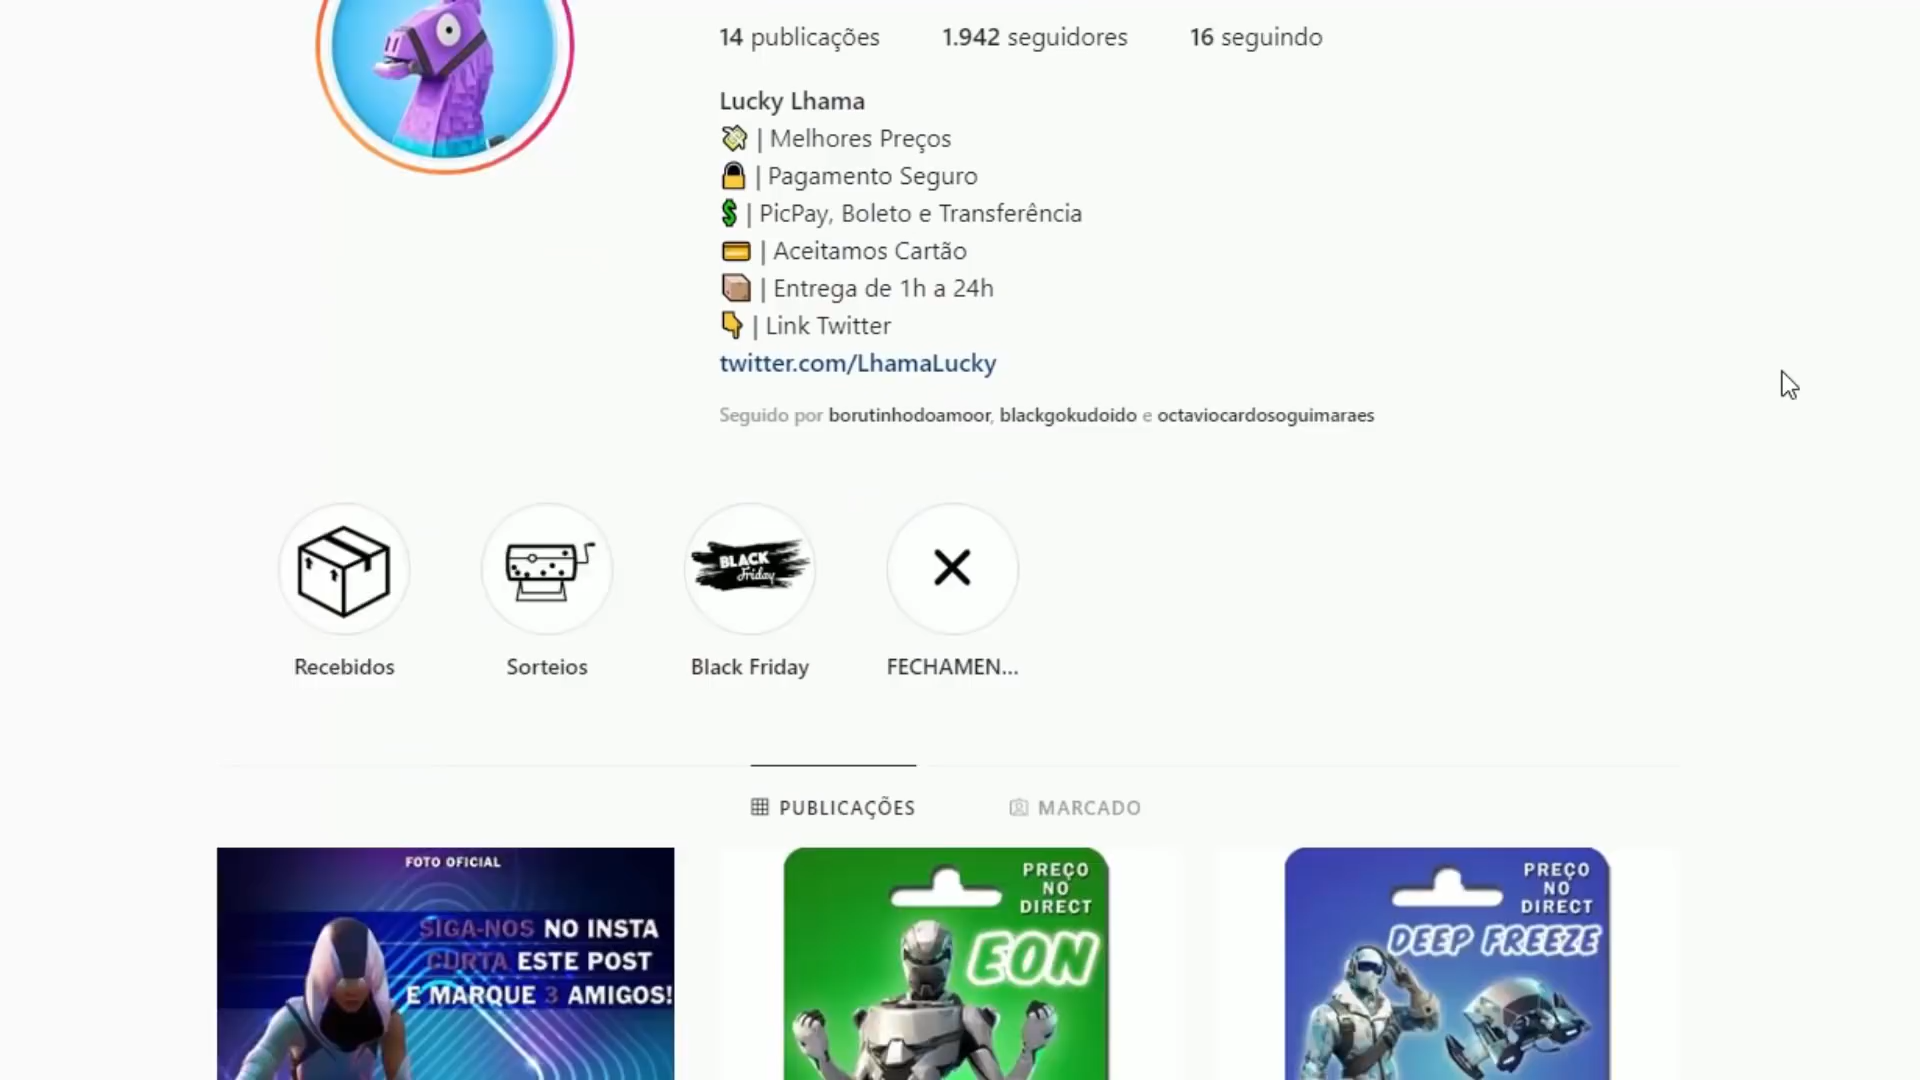 14 publicações 1.942 seguidores 16 seguindo
Lucky Lhama
💸 | Melhores Preços
🔒 | Pagamento Seguro
💲 | PicPay, Boleto e Transferência
💳 | Aceitamos Cartão
📦 | Entrega de 1h a 24h
👇 | Link Twitter
twitter.com/LhamaLucky
Seguido por borutinhodoamoor, blackgokudoido e octaviocardosoguimaraes
BLACK
Friday
Recebidos Sorteios Black Friday FECHAMEN...
PUBLICAÇÕES MARCADO
FOTO OFICIAL
SIGA-NOS NO INSTA
CURTA ESTE POST
E MARQUE 3 AMIGOS!
PREÇO
NO
DIRECT
EON
PREÇO
NO
DIRECT
DEEP FREEZE